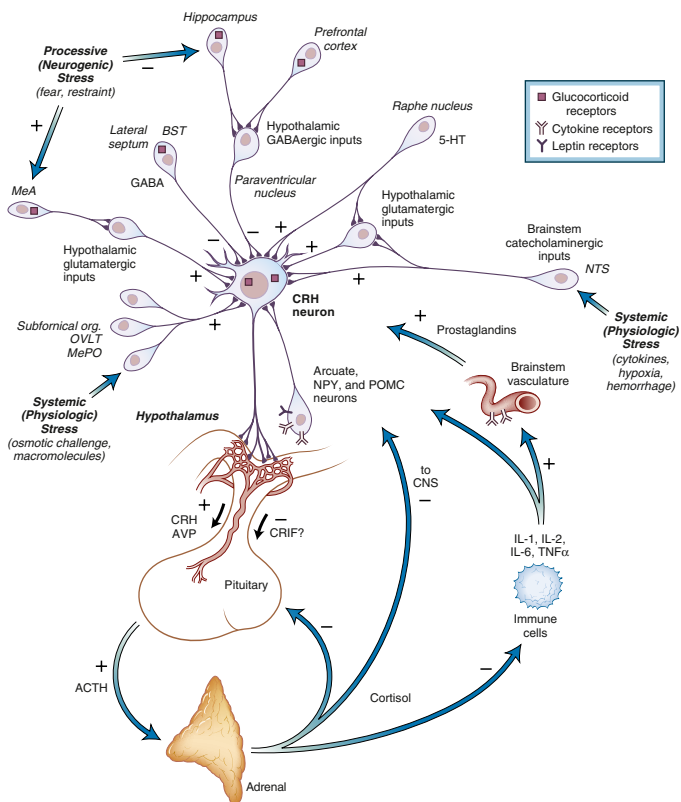 Hippocampus
Prefrontal
cortex
Processive
(Neurogenic)
Stress
(fear, restraint)
−
+
Glucocorticoid
receptors
Cytokine receptors
Leptin receptors
Raphe nucleus
5-HT
Hypothalamic
GABAergic inputs
Lateral
septum
BST
GABA
Paraventricular
nucleus
MeA
Hypothalamic
glutamatergic
inputs
Hypothalamic
glutamatergic
inputs
Brainstem
catecholaminergic
inputs
NTS
−
−
+
+
+
+
+
CRH
neuron
Subfornical org.
OVLT
MePO
Systemic
(Physiologic)
Stress
(osmotic challenge,
macromolecules)
Systemic
(Physiologic)
Stress
(cytokines,
hypoxia,
hemorrhage)
+
Prostaglandins
Brainstem
vasculature
Arcuate,
NPY, and POMC
neurons
Hypothalamus
+
CRH
AVP
−
CRIF?
to
CNS
−
+
IL-1, IL-2,
IL-6, TNFα
Immune
cells
Pituitary
−
−
+
ACTH
Cortisol
Adrenal